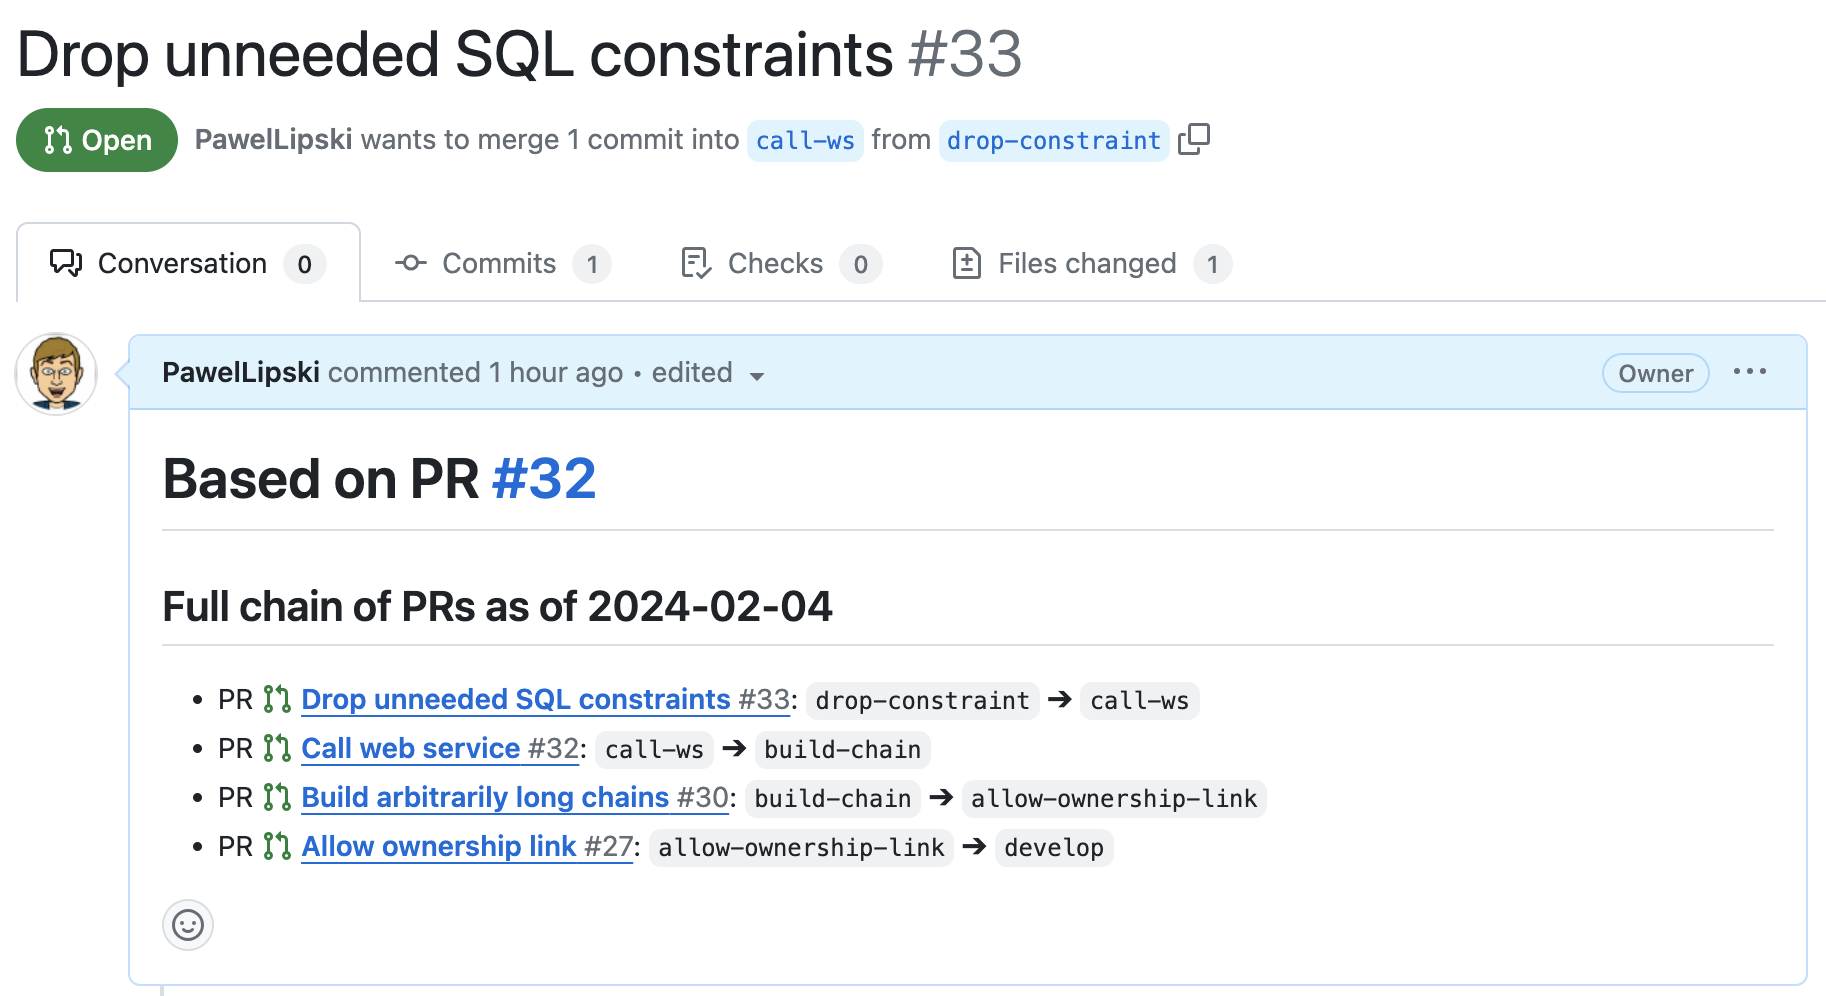 Drop unneeded SQL constraints #33
Open PawelLipski wants to merge 1 commit into call-ws from drop-constraint
Conversation 0 Commits 1 Checks 0 Files changed 1
PawelLipski commented 1 hour ago • edited Owner
Based on PR #32
Full chain of PRs as of 2024-02-04
• PR Drop unneeded SQL constraints #33: drop-constraint ➔ call-ws
• PR Call web service #32: call-ws ➔ build-chain
• PR Build arbitrarily long chains #30: build-chain ➔ allow-ownership-link
• PR Allow ownership link #27: allow-ownership-link ➔ develop